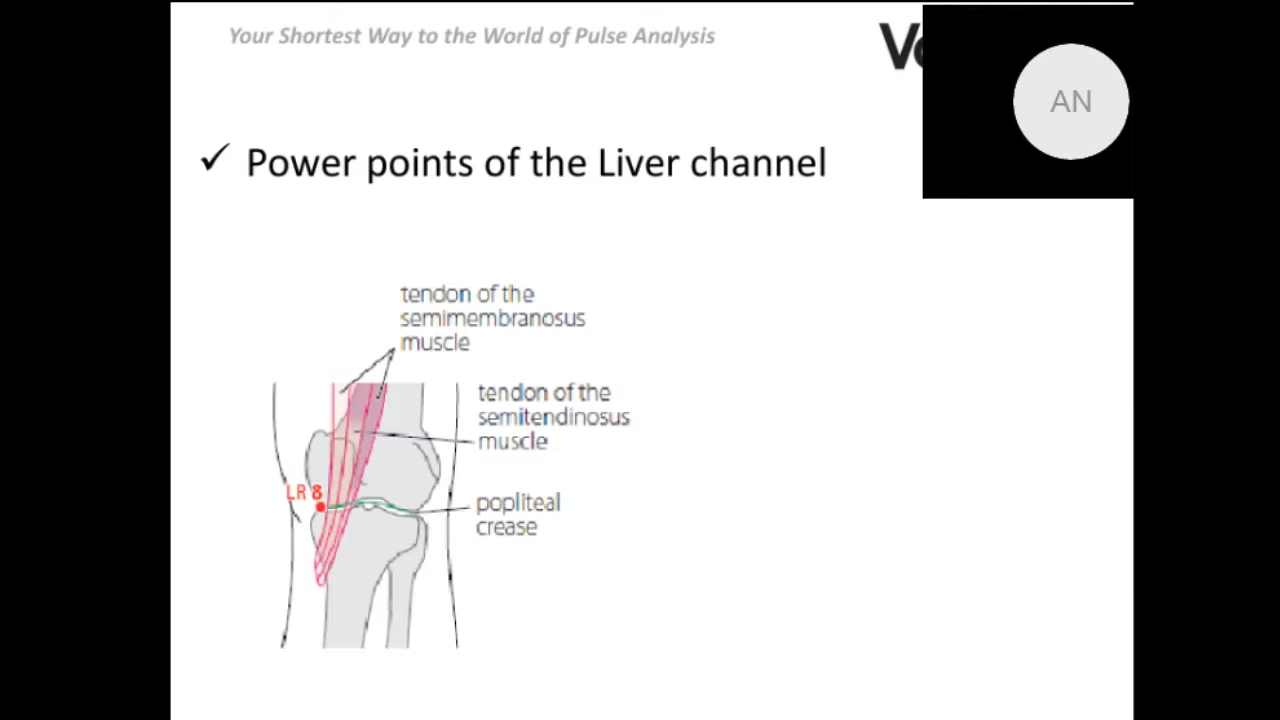 Your Shortest Way to the World of Pulse Analysis
AN
✓ Power points of the Liver channel
tendon of the
semimembranosus
muscle
tendon of the
semitendinosus
muscle
LR 8
popliteal
crease